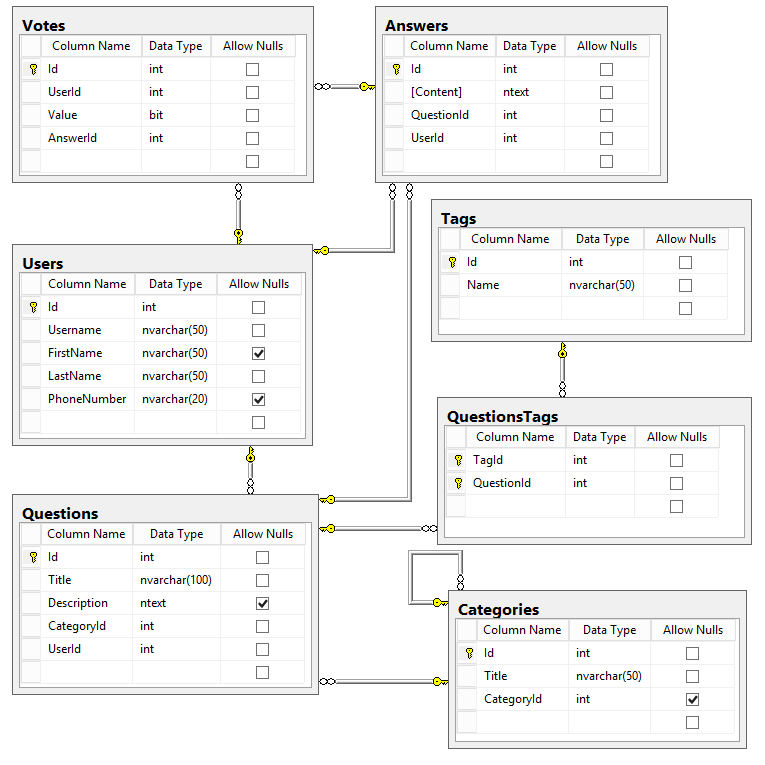 Votes
Column Name Data Type Allow Nulls
Id int
UserId int
Value bit
AnswerId int
Answers
Column Name Data Type Allow Nulls
Id int
[Content] ntext
QuestionId int
UserId int
Tags
Column Name Data Type Allow Nulls
Id int
Name nvarchar(50)
Users
Column Name Data Type Allow Nulls
Id int
Username nvarchar(50)
FirstName nvarchar(50)
LastName nvarchar(50)
PhoneNumber nvarchar(20)
QuestionsTags
Column Name Data Type Allow Nulls
TagId int
QuestionId int
Questions
Column Name Data Type Allow Nulls
Id int
Title nvarchar(100)
Description ntext
CategoryId int
UserId int
Categories
Column Name Data Type Allow Nulls
Id int
Title nvarchar(50)
CategoryId int